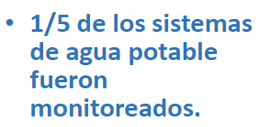 • 1/5 de los sistemas
de agua potable
fueron
monitoreados.